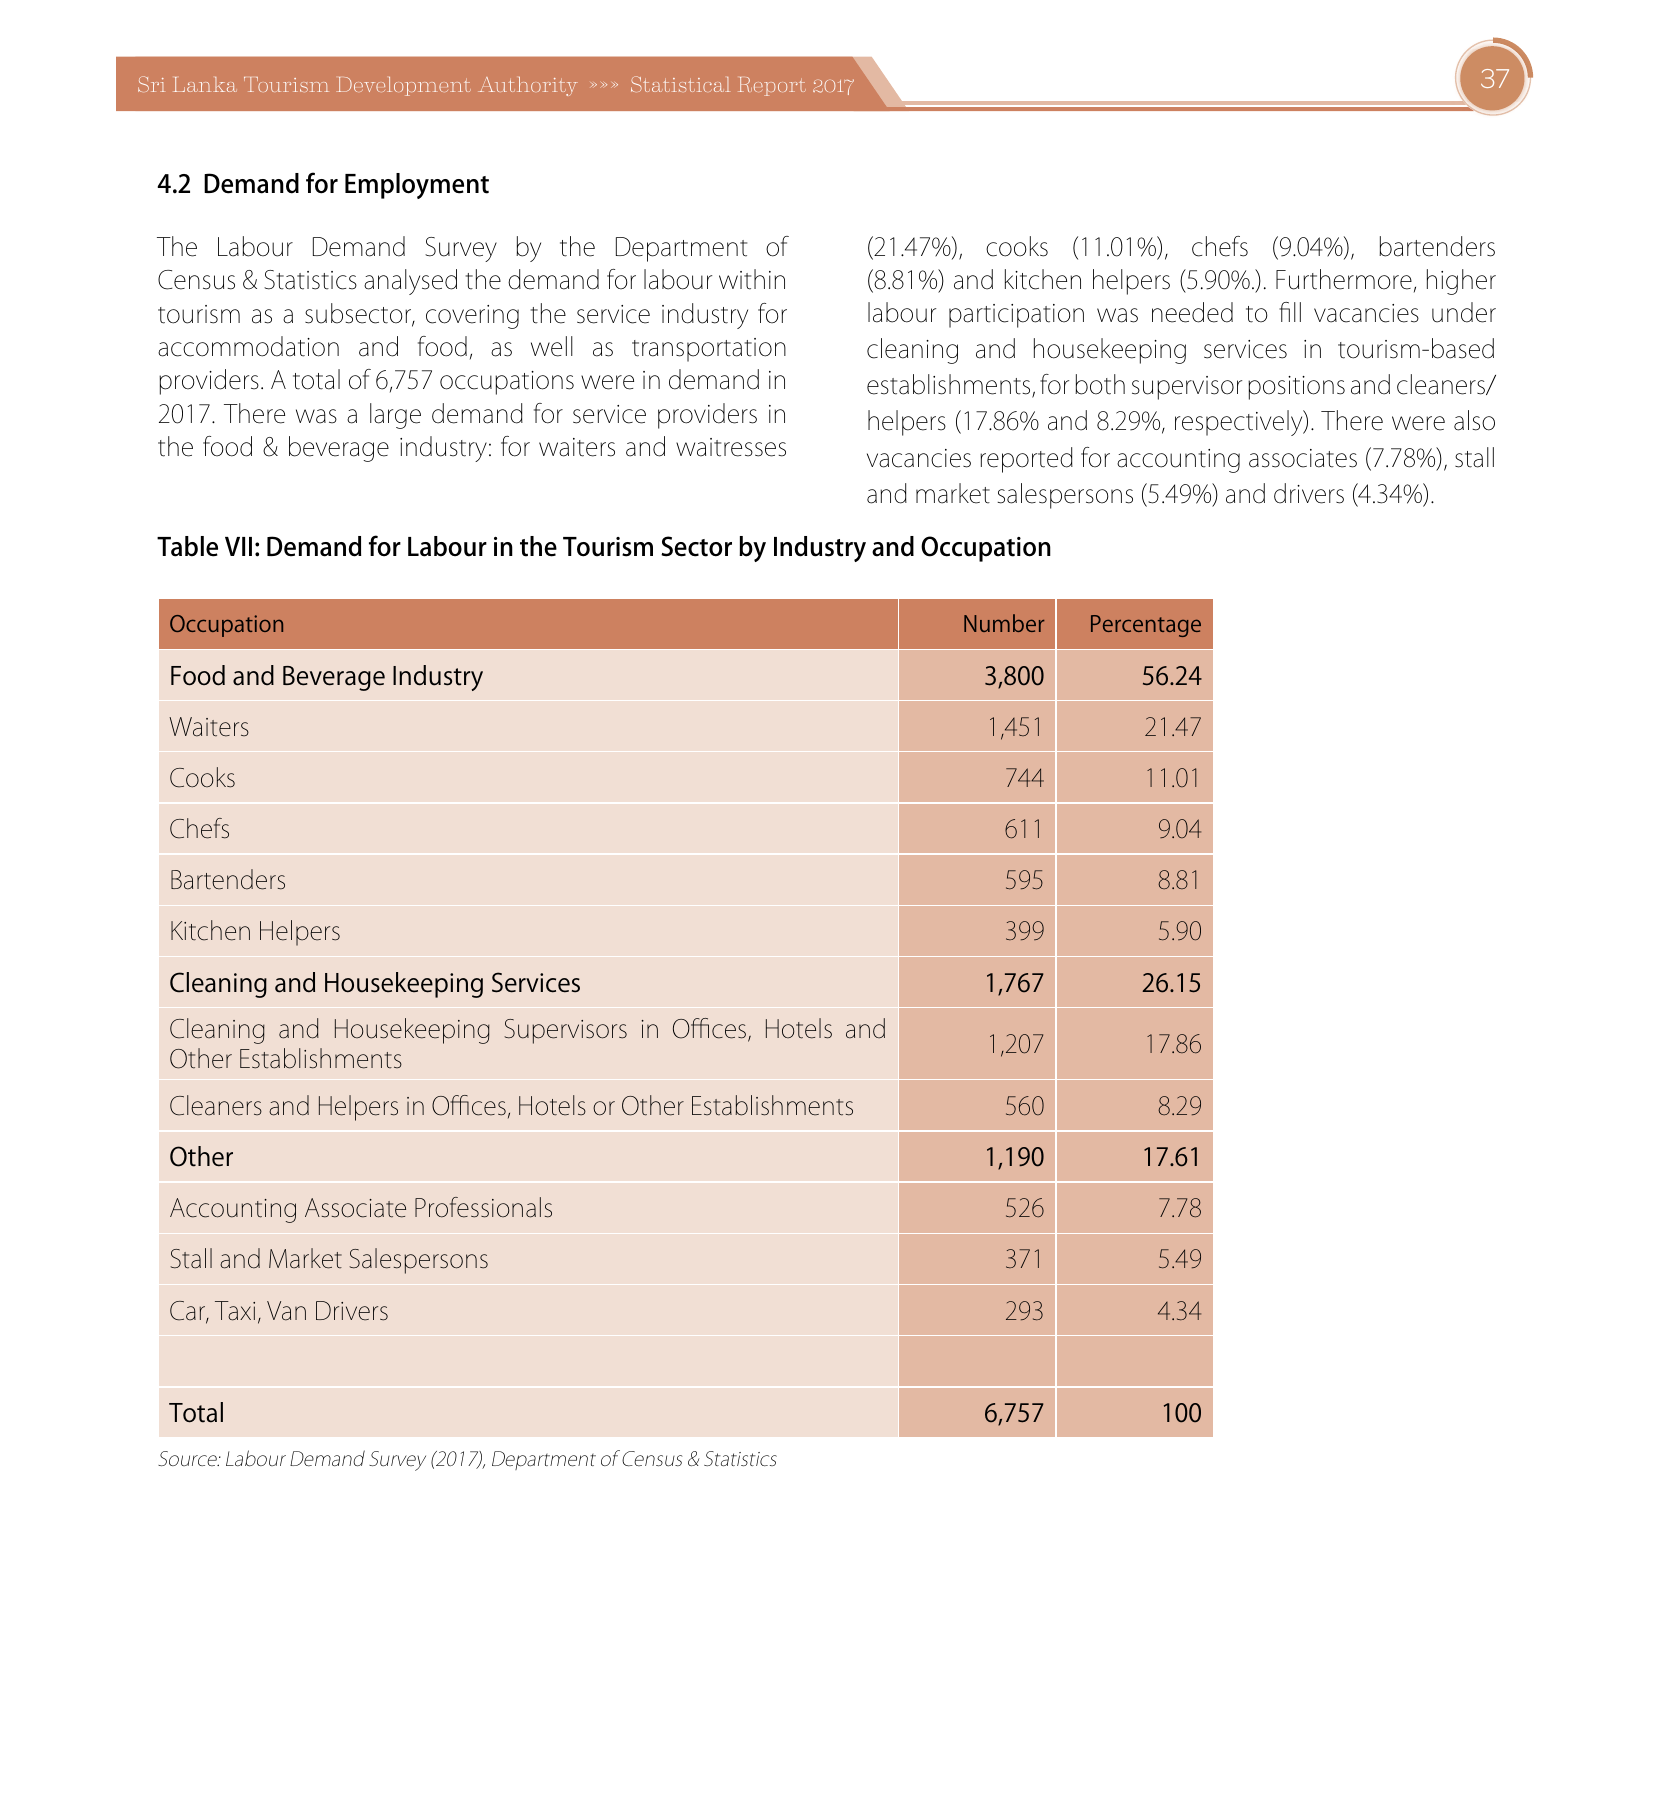 Sri Lanka Tourism Development Authority »›» Statistical Report 2017
37
4.2 Demand for Employment
The Labour Demand Survey by the Department of
Census & Statistics analysed the demand for labour within
tourism as a subsector, covering the service industry for
accommodation and food, as well as transportation
providers. A total of 6,757 occupations were in demand in
2017. There was a large demand for service providers in
the food & beverage industry: for waiters and waitresses
(21.47%), cooks (11.01%), chefs (9.04%), bartenders
(8.81%) and kitchen helpers (5.90%.). Furthermore, higher
labour participation was needed to fill vacancies under
cleaning and housekeeping services in tourism-based
establishments, for both supervisor positions and cleaners/
helpers (17.86% and 8.29%, respectively). There were also
vacancies reported for accounting associates (7.78%), stall
and market salespersons (5.49%) and drivers (4.34%).
Table VII: Demand for Labour in the Tourism Sector by Industry and Occupation
Occupation Number Percentage
Food and Beverage Industry 3,800 56.24
Waiters 1,451 21.47
Cooks 744 11.01
Chefs 611 9.04
Bartenders 595 8.81
Kitchen Helpers 399 5.90
Cleaning and Housekeeping Services 1,767 26.15
Cleaning and Housekeeping Supervisors in Offices, Hotels and
Other Establishments 1,207 17.86
Cleaners and Helpers in Offices, Hotels or Other Establishments 560 8.29
Other 1,190 17.61
Accounting Associate Professionals 526 7.78
Stall and Market Salespersons 371 5.49
Car, Taxi, Van Drivers 293 4.34
Total 6,757 100
Source: Labour Demand Survey (2017), Department of Census & Statistics